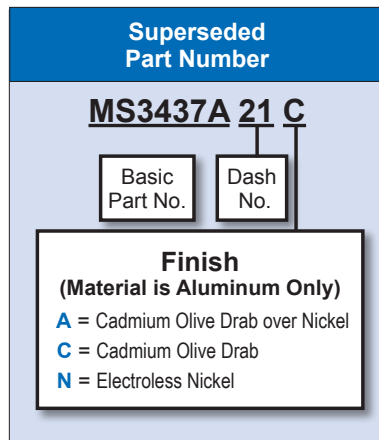 Superseded
Part Number
MS3437A 21 C
Basic
Part No.
Dash
No.
Finish
(Material is Aluminum Only)
A = Cadmium Olive Drab over Nickel
C = Cadmium Olive Drab
N = Electroless Nickel